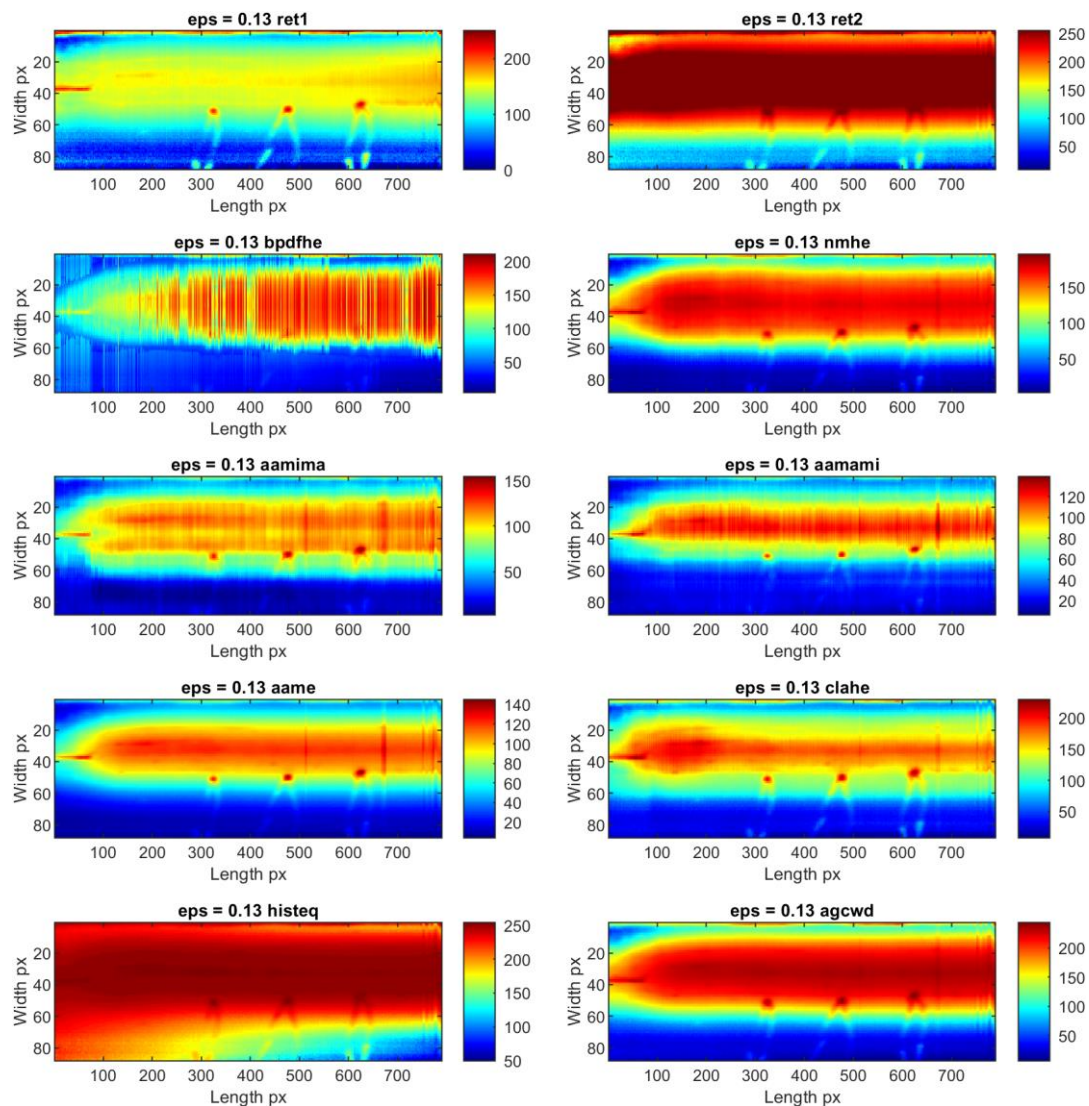 eps = 0.13 ret1
Width px
20
40
60
80
100 200 300 400 500 600 700
Length px
200
100
0
eps = 0.13 ret2
Width px
20
40
60
80
100 200 300 400 500 600 700
Length px
250
200
150
100
50
eps = 0.13 bpdfhe
Width px
20
40
60
80
100 200 300 400 500 600 700
Length px
200
150
100
50
eps = 0.13 nmhe
Width px
20
40
60
80
100 200 300 400 500 600 700
Length px
150
100
50
eps = 0.13 aamima
Width px
20
40
60
80
100 200 300 400 500 600 700
Length px
150
100
50
eps = 0.13 aamami
Width px
20
40
60
80
100 200 300 400 500 600 700
Length px
120
100
80
60
40
20
eps = 0.13 aame
Width px
20
40
60
80
100 200 300 400 500 600 700
Length px
140
120
100
80
60
40
20
eps = 0.13 clahe
Width px
20
40
60
80
100 200 300 400 500 600 700
Length px
200
150
100
50
eps = 0.13 histeq
Width px
20
40
60
80
100 200 300 400 500 600 700
Length px
250
200
150
100
50
eps = 0.13 agcwd
Width px
20
40
60
80
100 200 300 400 500 600 700
Length px
200
150
100
50